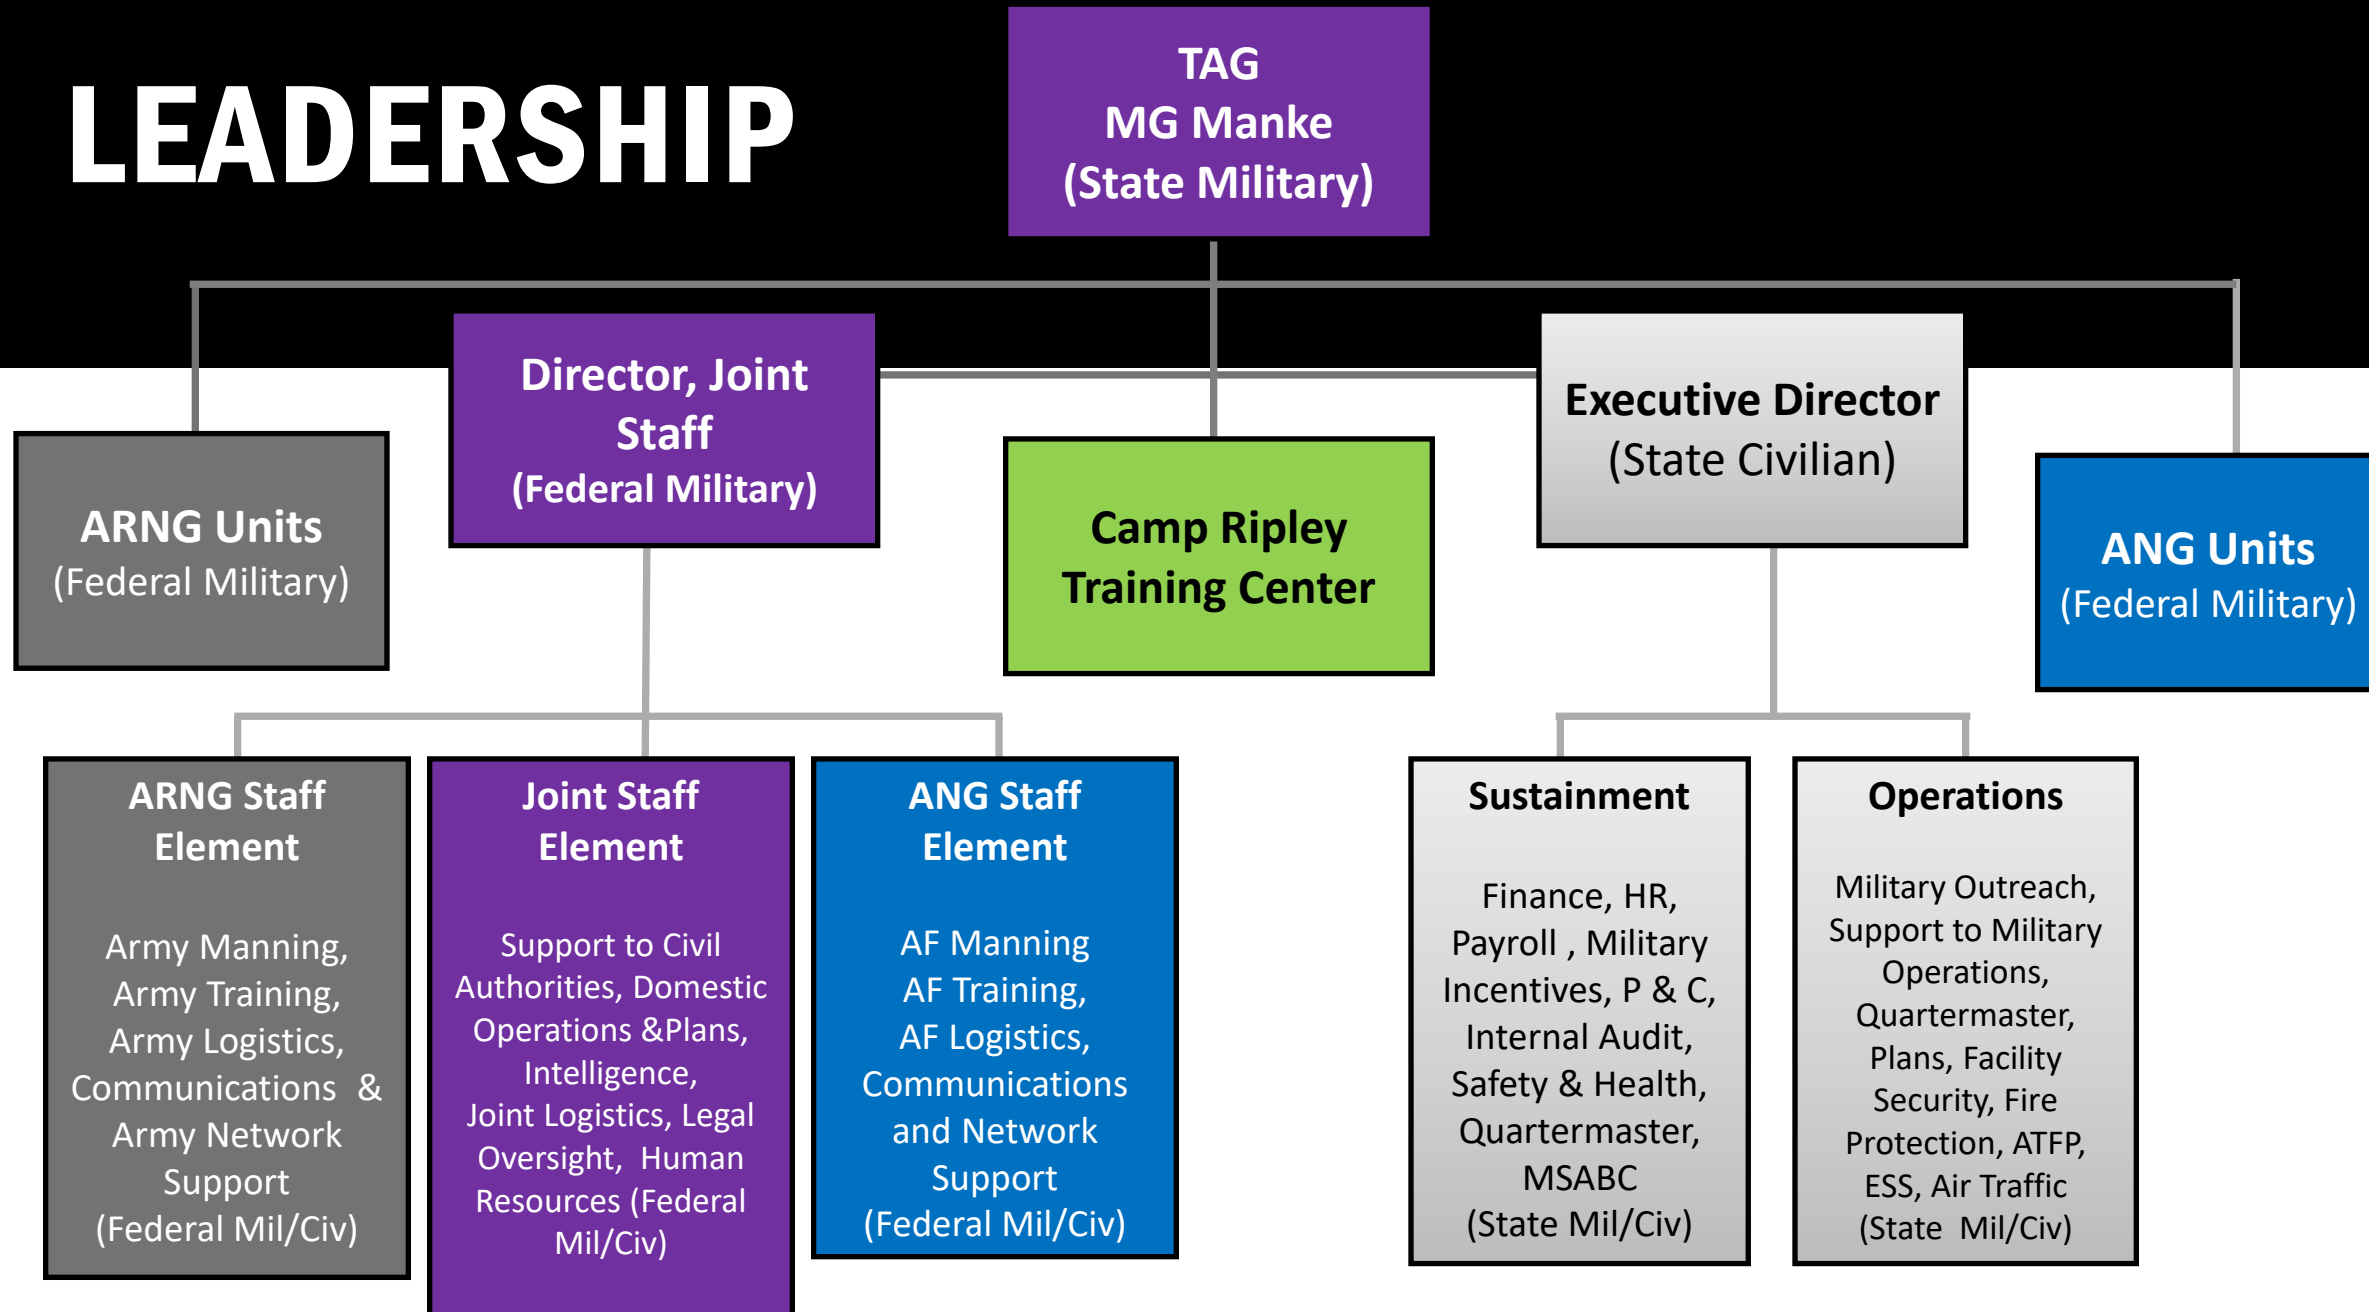 LEADERSHIP
TAG
MG Manke
(State Military)
Director, Joint
Staff
(Federal Military)
Executive Director
(State Civilian)
ARNG Units
(Federal Military)
Camp Ripley
Training Center
ANG Units
(Federal Military)
ARNG Staff
Element
Army Manning,
Army Training,
Army Logistics,
Communications &
Army Network
Support
(Federal Mil/Civ)
Joint Staff
Element
Support to Civil
Authorities, Domestic
Operations &Plans,
Intelligence,
Joint Logistics, Legal
Oversight, Human
Resources (Federal
Mil/Civ)
ANG Staff
Element
AF Manning
AF Training,
AF Logistics,
Communications
and Network
Support
(Federal Mil/Civ)
Sustainment
Finance, HR,
Payroll , Military
Incentives, P & C,
Internal Audit,
Safety & Health,
Quartermaster,
MSABC
(State Mil/Civ)
Operations
Military Outreach,
Support to Military
Operations,
Quartermaster,
Plans, Facility
Security, Fire
Protection, ATFP,
ESS, Air Traffic
(State Mil/Civ)